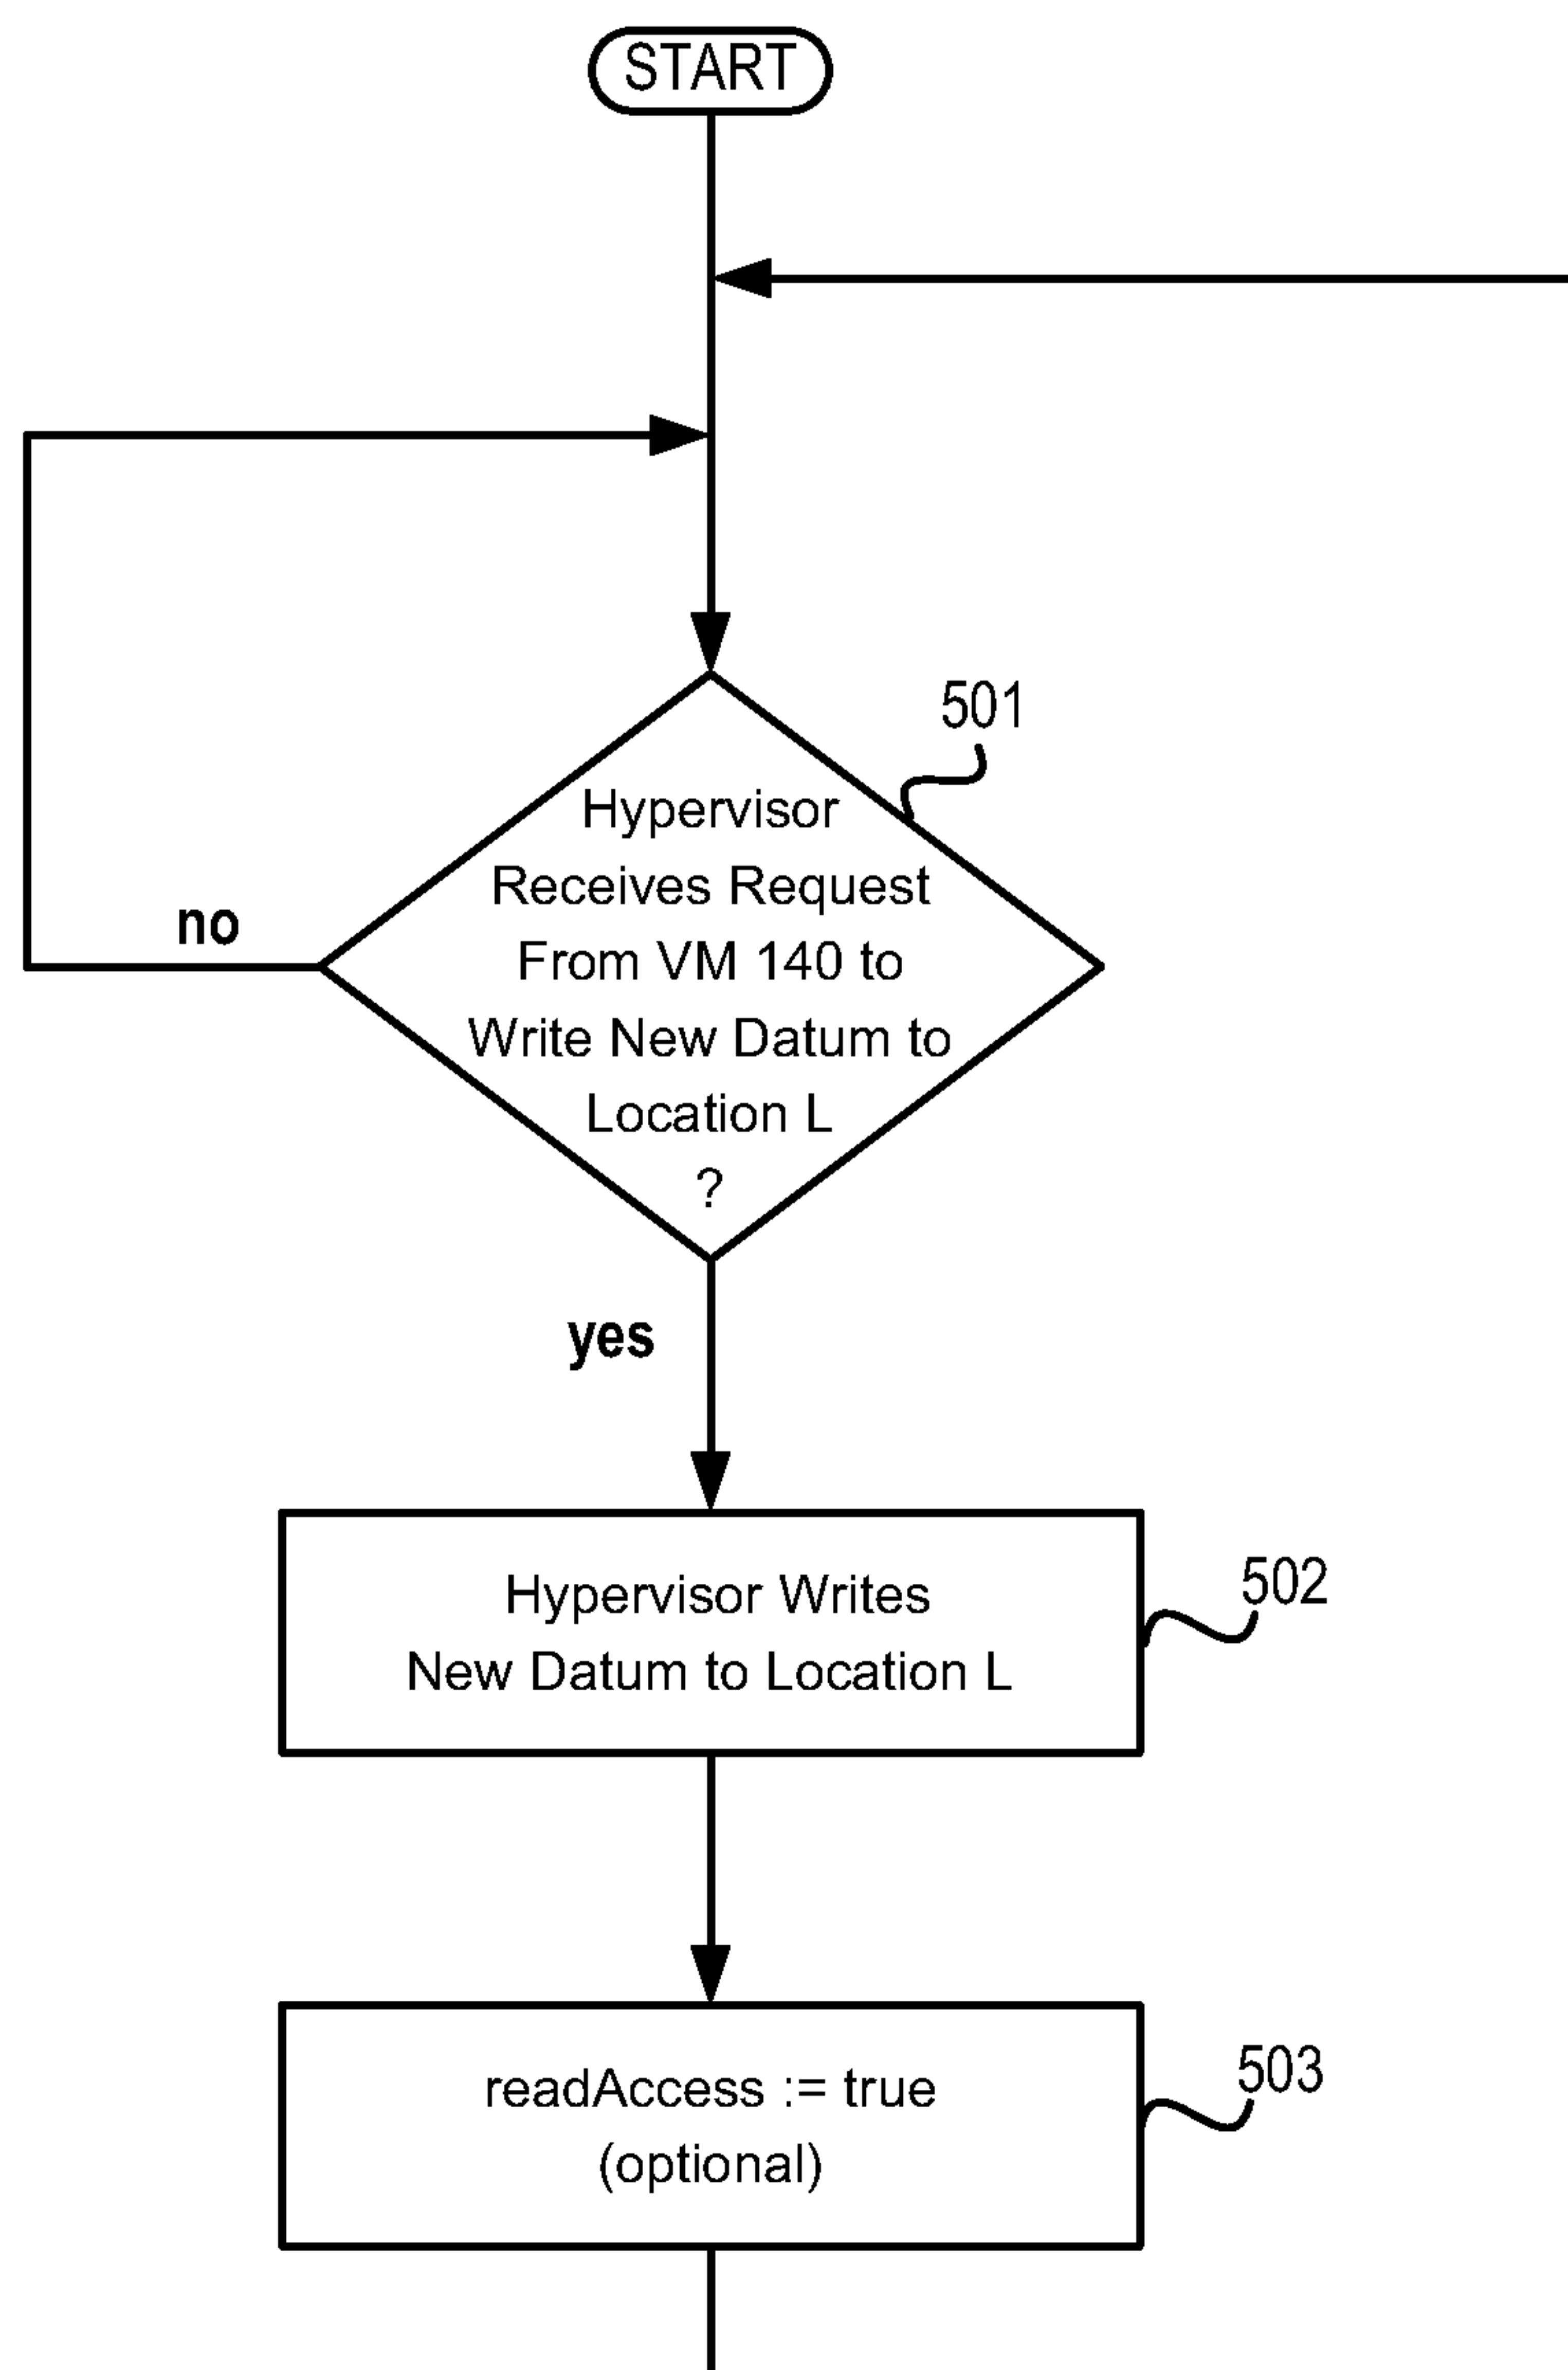 START
501
Hypervisor
Receives Request
From VM 140 to
Write New Datum to
Location L
?
no
yes
Hypervisor Writes
New Datum to Location L
502
readAccess := true
(optional)
503